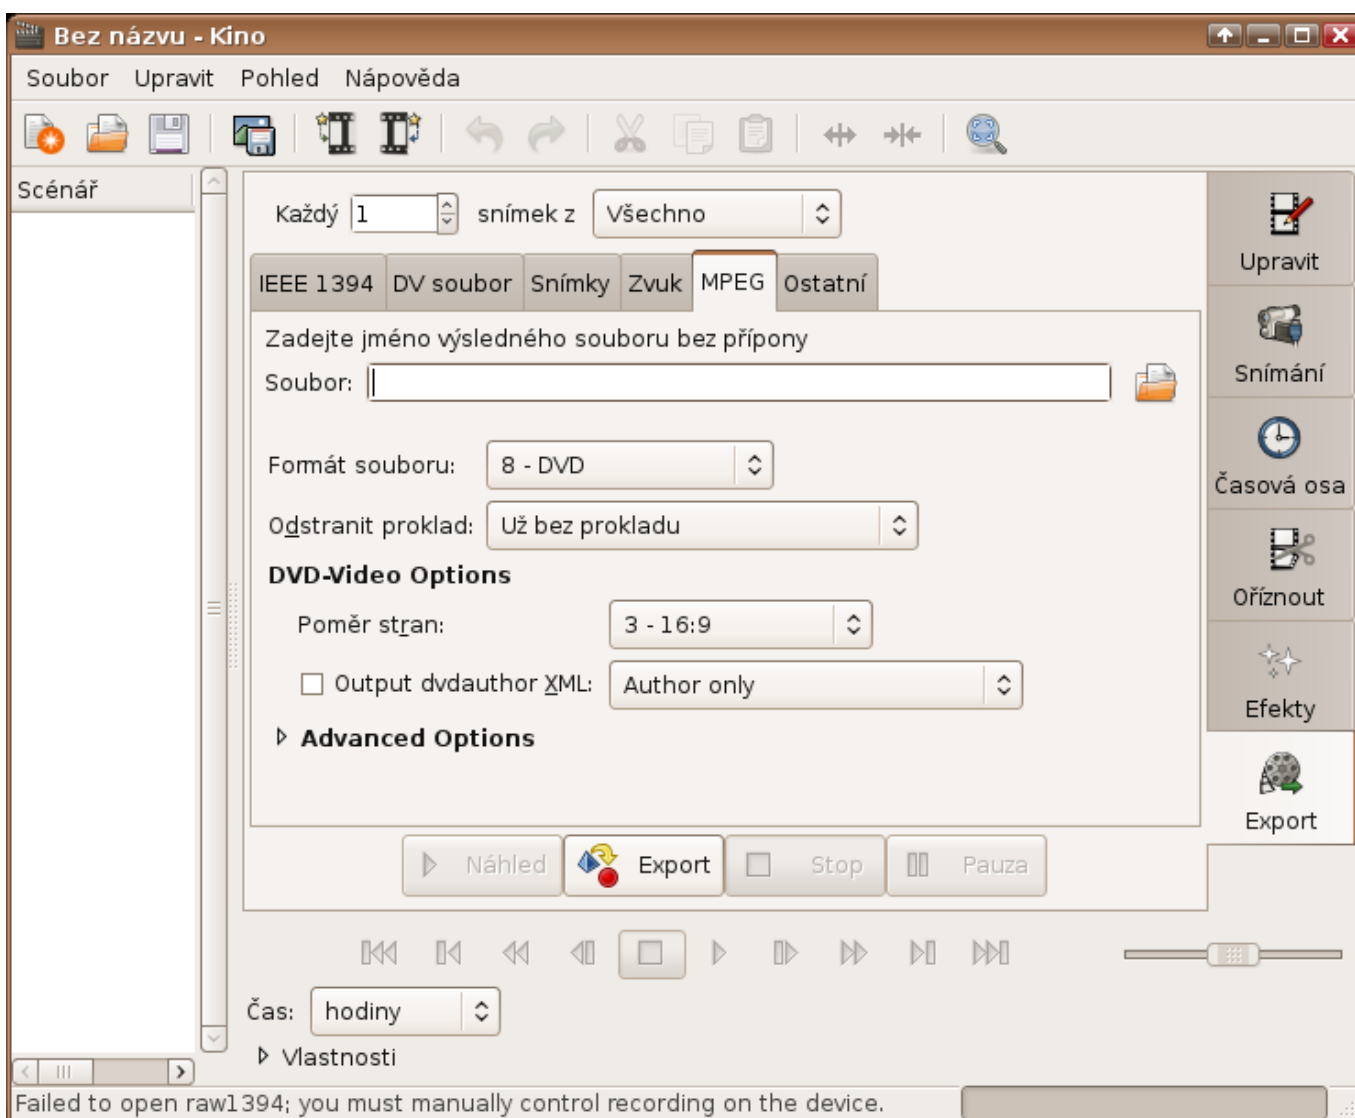 Bez názvu - Kino
Soubor Upravit Pohled Nápověda
Scénář
Každý 1 snímek z Všechno
IEEE 1394 DV soubor Snímky Zvuk MPEG Ostatní
Zadejte jméno výsledného souboru bez přípony
Soubor:
Formát souboru: 8 - DVD
Odstranit proklad: Už bez prokladu
DVD-Video Options
Poměr stran: 3 - 16:9
Output dvdauthor XML: Author only
Advanced Options
Náhled Export Stop Pauza
Upravit
Snímání
Časová osa
Oříznout
Efekty
Export
Čas: hodiny
Vlastnosti
Failed to open raw1394; you must manually control recording on the device.